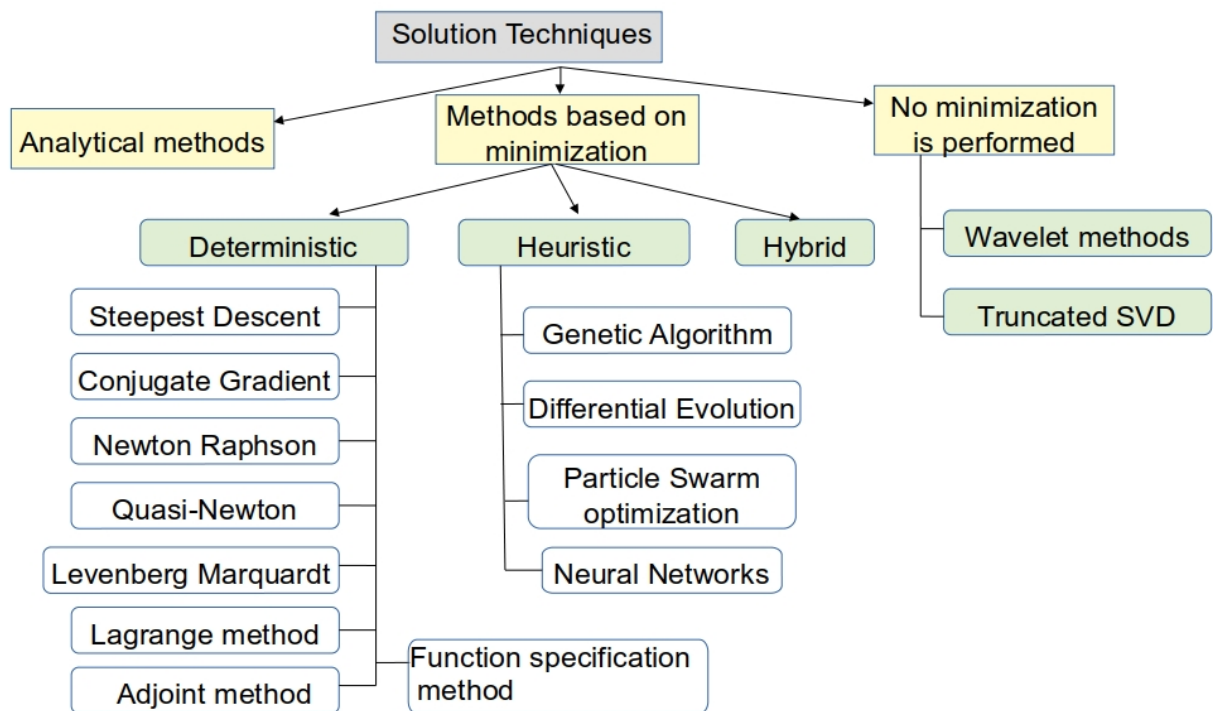 Solution Techniques
Analytical methods
Methods based on
minimization
No minimization
is performed
Deterministic
Heuristic
Hybrid
Wavelet methods
Truncated SVD
Steepest Descent
Conjugate Gradient
Newton Raphson
Quasi-Newton
Levenberg Marquardt
Lagrange method
Adjoint method
Function specification
method
Genetic Algorithm
Differential Evolution
Particle Swarm
optimization
Neural Networks